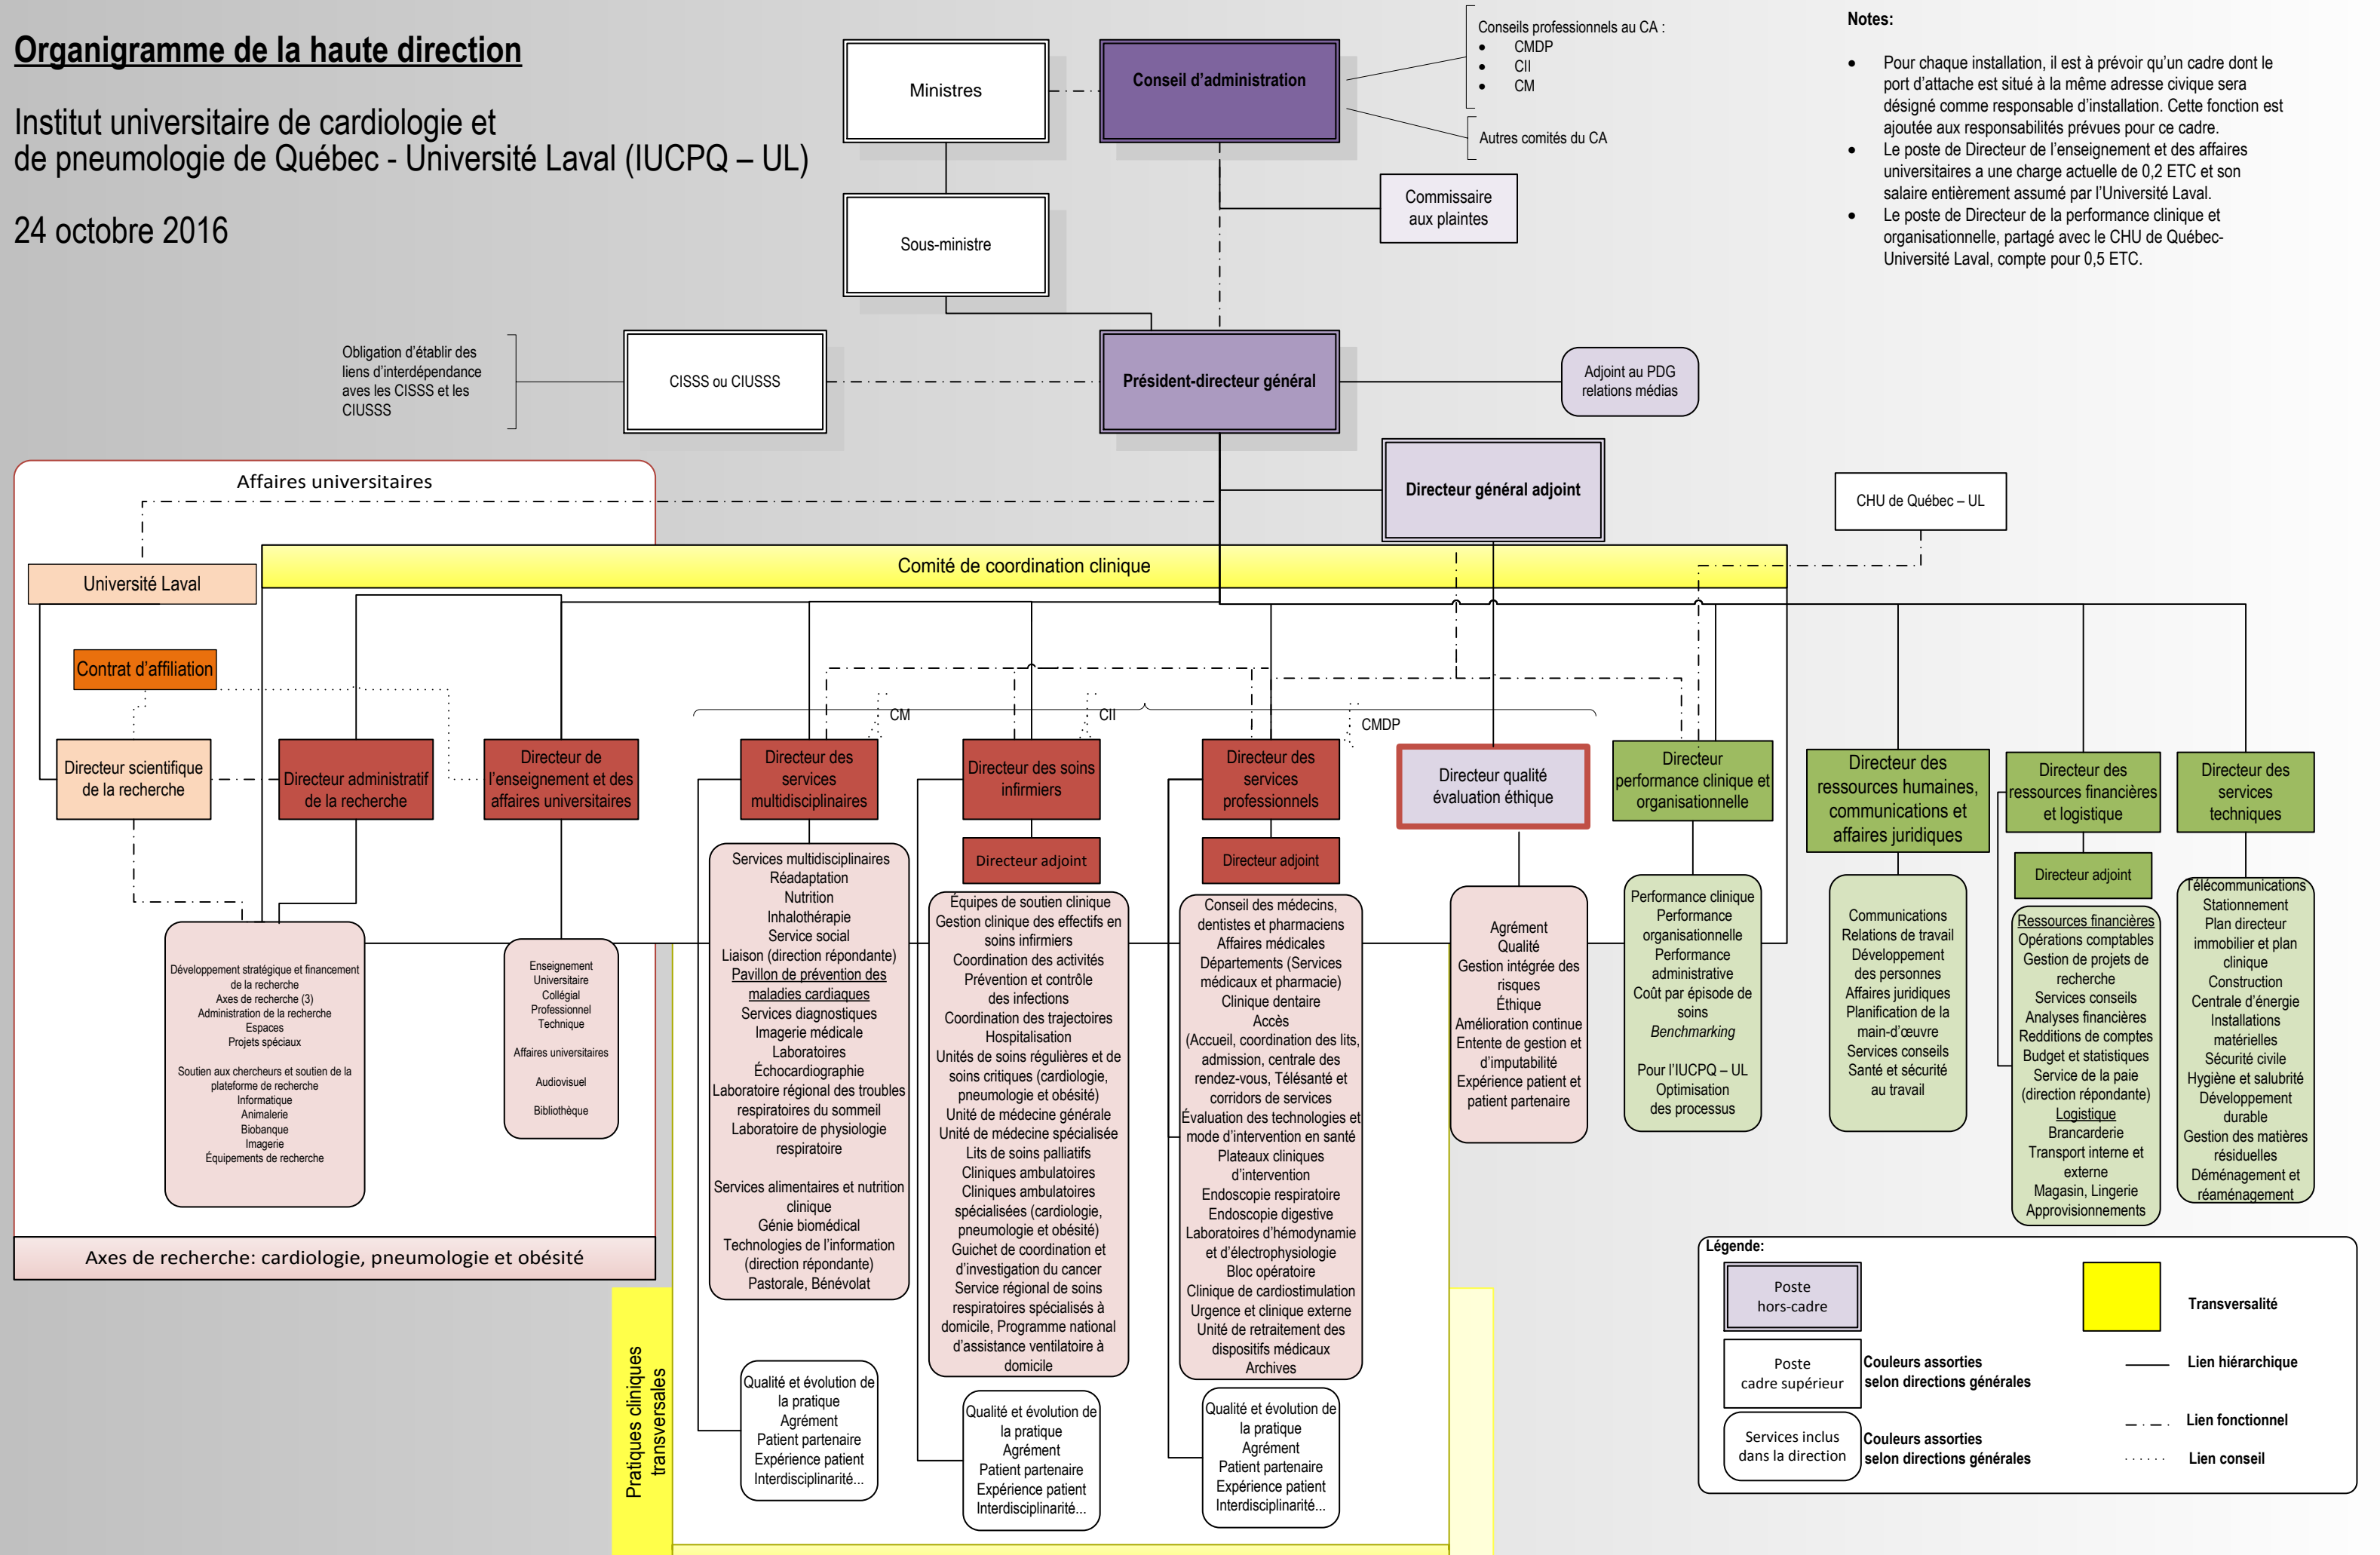 Organigramme de la haute direction
Institut universitaire de cardiologie et
de pneumologie de Québec - Université Laval (IUCPQ – UL)
24 octobre 2016
Ministres
Conseil d'administration
Conseils professionnels au CA :
• CMDP
• CII
• CM
Autres comités du CA
Commissaire
aux plaintes
Sous-ministre
Notes:
• Pour chaque installation, il est à prévoir qu'un cadre dont le
port d'attache est situé à la même adresse civique sera
désigné comme responsable d'installation. Cette fonction est
ajoutée aux responsabilités prévues pour ce cadre.
• Le poste de Directeur de l'enseignement et des affaires
universitaires a une charge actuelle de 0,2 ETC et son
salaire entièrement assumé par l'Université Laval.
• Le poste de Directeur de la performance clinique et
organisationnelle, partagé avec le CHU de Québec-
Université Laval, compte pour 0,5 ETC.
Obligation d'établir des
liens d'interdépendance
aves les CISSS et les
CIUSSS
CISSS ou CIUSSS
Président-directeur général
Adjoint au PDG
relations médias
Directeur général adjoint
CHU de Québec – UL
Affaires universitaires
Comité de coordination clinique
Université Laval
Contrat d'affiliation
CM
CII
CMDP
Directeur scientifique
de la recherche
Directeur administratif
de la recherche
Directeur de
l'enseignement et des
affaires universitaires
Directeur des
services
multidisciplinaires
Directeur des soins
infirmiers
Directeur adjoint
Directeur des
services
professionnels
Directeur adjoint
Directeur qualité
évaluation éthique
Directeur
performance clinique et
organisationnelle
Directeur des
ressources humaines,
communications et
affaires juridiques
Directeur des
ressources financières
et logistique
Directeur adjoint
Directeur des
services
techniques
Développement stratégique et financement
de la recherche
Axes de recherche (3)
Administration de la recherche
Espaces
Projets spéciaux
Soutien aux chercheurs et soutien de la
plateforme de recherche
Informatique
Animalerie
Biobanque
Imagerie
Équipements de recherche
Enseignement
Universitaire
Collégial
Professionnel
Technique
Affaires universitaires
Audiovisuel
Bibliothèque
Services multidisciplinaires
Réadaptation
Nutrition
Inhalothérapie
Service social
Liaison (direction répondante)
Pavillon de prévention des
maladies cardiaques
Services diagnostiques
Imagerie médicale
Laboratoires
Échocardiographie
Laboratoire régional des troubles
respiratoires du sommeil
Laboratoire de physiologie
respiratoire
Services alimentaires et nutrition
clinique
Génie biomédical
Technologies de l'information
(direction répondante)
Pastorale, Bénévolat
Équipes de soutien clinique
Gestion clinique des effectifs en
soins infirmiers
Coordination des activités
Prévention et contrôle
des infections
Coordination des trajectoires
Hospitalisation
Unités de soins régulières et de
soins critiques (cardiologie,
pneumologie et obésité)
Unité de médecine générale
Unité de médecine spécialisée
Lits de soins palliatifs
Cliniques ambulatoires
Cliniques ambulatoires
spécialisées (cardiologie,
pneumologie et obésité)
Guichet de coordination et
d'investigation du cancer
Service régional de soins
respiratoires spécialisés à
domicile, Programme national
d'assistance ventilatoire à
domicile
Conseil des médecins,
dentistes et pharmaciens
Affaires médicales
Départements (Services
médicaux et pharmacie)
Clinique dentaire
Accès
(Accueil, coordination des lits,
admission, centrale des
rendez-vous, Télésanté et
corridors de services
Évaluation des technologies et
mode d'intervention en santé
Plateaux cliniques
d'intervention
Endoscopie respiratoire
Endoscopie digestive
Laboratoires d'hémodynamie
et d'électrophysiologie
Bloc opératoire
Clinique de cardiostimulation
Urgence et clinique externe
Unité de retraitement des
dispositifs médicaux
Archives
Agrément
Qualité
Gestion intégrée des
risques
Éthique
Amélioration continue
Entente de gestion et
d'imputabilité
Expérience patient et
patient partenaire
Performance clinique
Performance
organisationnelle
Performance
administrative
Coût par épisode de
soins
Benchmarking
Pour l'IUCPQ – UL
Optimisation
des processus
Communications
Relations de travail
Développement
des personnes
Affaires juridiques
Planification de la
main-d'œuvre
Services conseils
Santé et sécurité
au travail
Ressources financières
Opérations comptables
Gestion de projets de
recherche
Services conseils
Analyses financières
Redditions de comptes
Budget et statistiques
Service de la paie
(direction répondante)
Logistique
Brancarderie
Transport interne et
externe
Magasin, Lingerie
Approvisionnements
Télécommunications
Stationnement
Plan directeur
immobilier et plan
clinique
Construction
Centrale d'énergie
Installations
matérielles
Sécurité civile
Hygiène et salubrité
Développement
durable
Gestion des matières
résiduelles
Déménagement et
réaménagement
Axes de recherche: cardiologie, pneumologie et obésité
Pratiques cliniques
transversales
Qualité et évolution de
la pratique
Agrément
Patient partenaire
Expérience patient
Interdisciplinarité...
Qualité et évolution de
la pratique
Agrément
Patient partenaire
Expérience patient
Interdisciplinarité...
Qualité et évolution de
la pratique
Agrément
Patient partenaire
Expérience patient
Interdisciplinarité...
Légende:
Poste
hors-cadre
Transversalité
Poste
cadre supérieur
Couleurs assorties
selon directions générales
Lien hiérarchique
Lien fonctionnel
Services inclus
dans la direction
Couleurs assorties
selon directions générales
Lien conseil